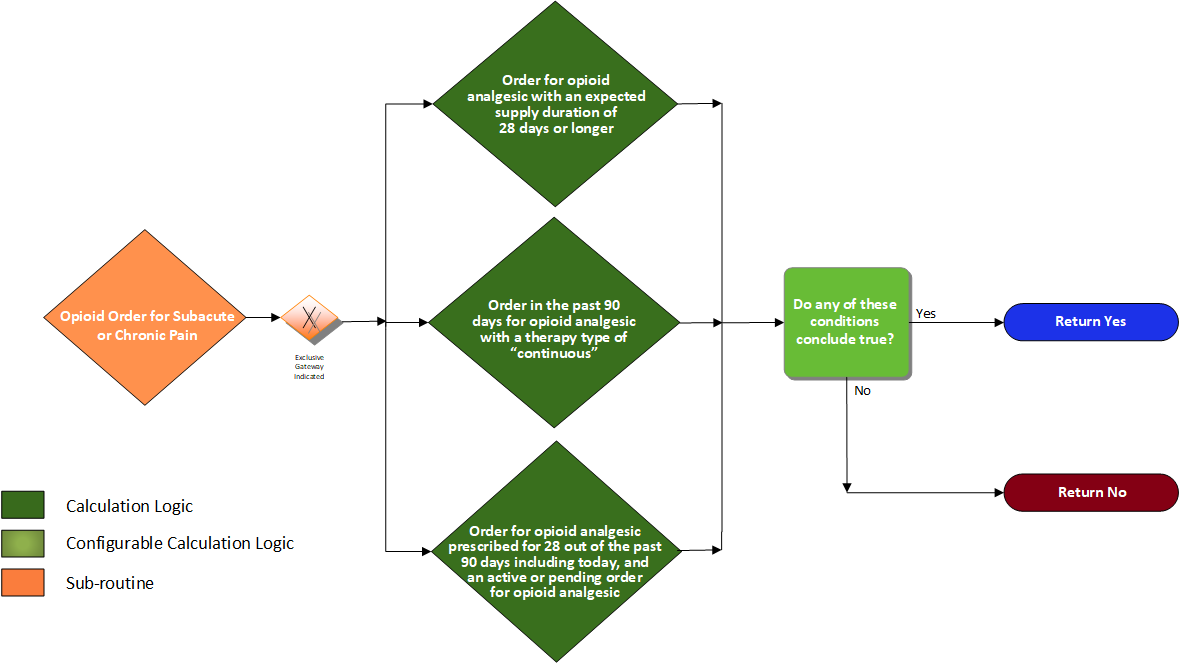 Order for opioid
analgesic with an expected
supply duration of
28 days or longer
Opioid Order for Subacute
or Chronic Pain
X
Exclusive
Gateway
Indicated
Order in the past 90
days for opioid analgesic
with a therapy type of
“continuous”
Do any of these
conditions
conclude true?
Yes
Return Yes
No
Return No
Order for opioid analgesic
prescribed for 28 out of the past
90 days including today, and
an active or pending order
for opioid analgesic
Calculation Logic
Configurable Calculation Logic
Sub-routine